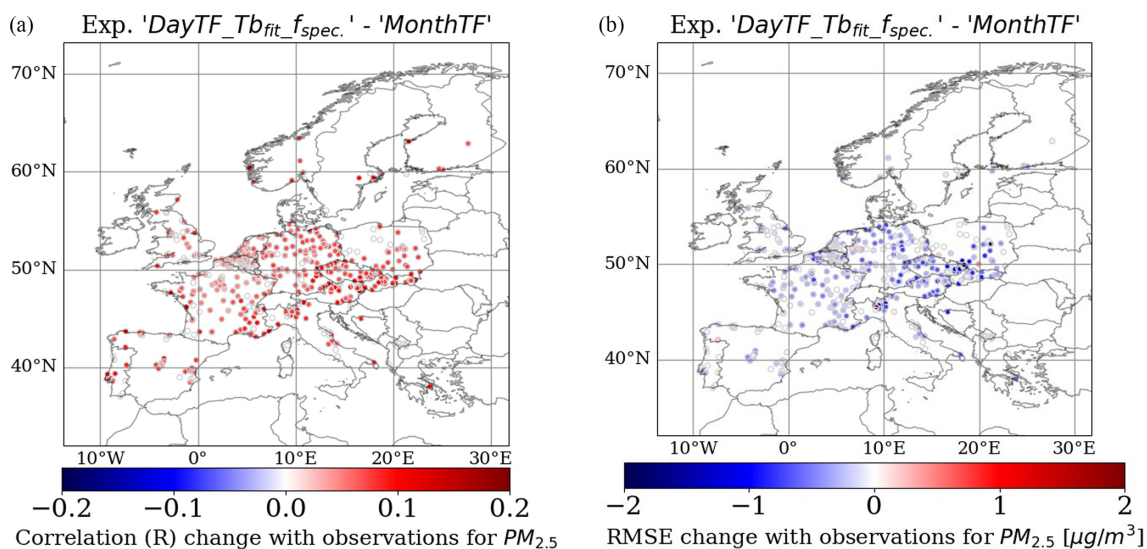 (a) Exp. 'DayTF_Tb_fit_f_spec.' - 'MonthTF'
70°N
60°N
50°N
40°N
10°W 0° 10°E 20°E 30°E
−0.2 −0.1 0.0 0.1 0.2
Correlation (R) change with observations for PM2.5
(b) Exp. 'DayTF_Tb_fit_f_spec.' - 'MonthTF'
70°N
60°N
50°N
40°N
10°W 0° 10°E 20°E 30°E
−2 −1 0 1 2
RMSE change with observations for PM2.5 [μg/m³]